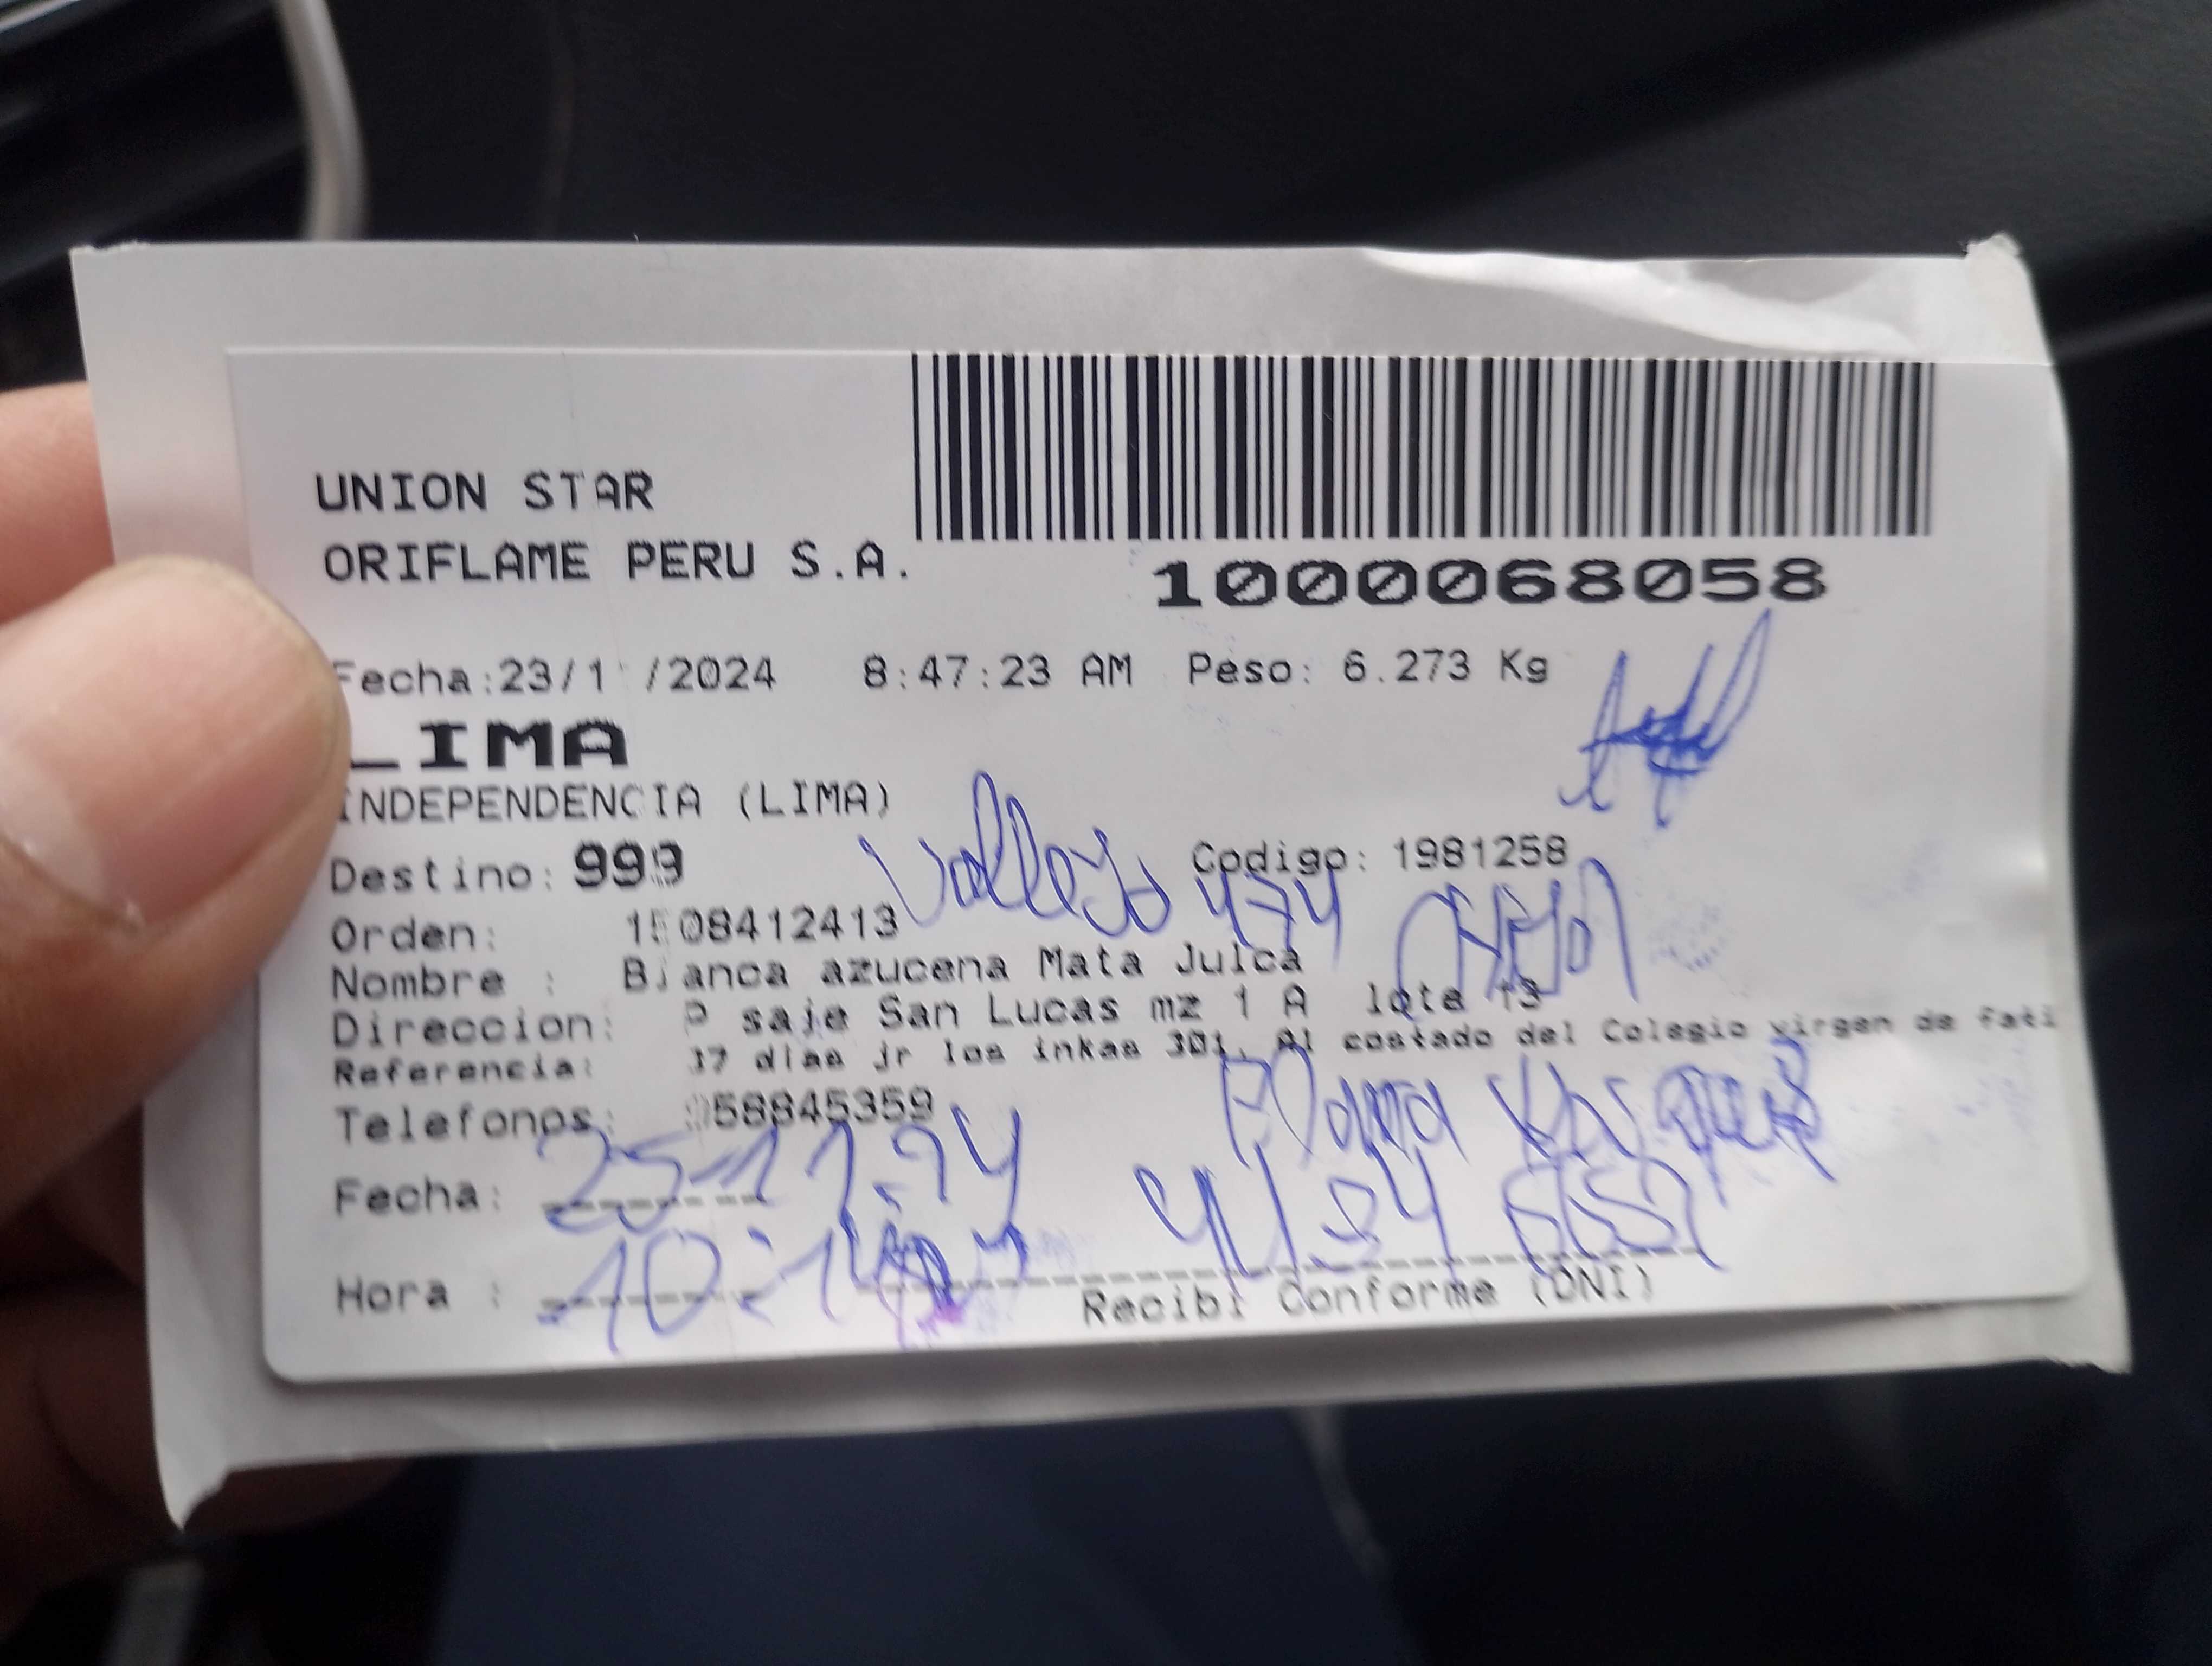 UNION STAR
ORIFLAME PERU S.A.
1000068058
Fecha:23/1 /2024 8:47:23 AM Peso: 6.273 Kg
LIMA
INDEPENDENCIA (LIMA)
Destino: 999 Codigo: 1981258
Vallejo 474
Orden: 1508412413
Nombre : Bianca azucena Mata Julca
Direccion: P saje San Lucas mz 1 A lote 13
Referencia: 37 dias jr los inkas 301, Al costado del Colegio virgen de fati
Telefonos: 958845359
Fecha: 25-11-24
Hora : 10:14
Recibi Conforme (DNI)